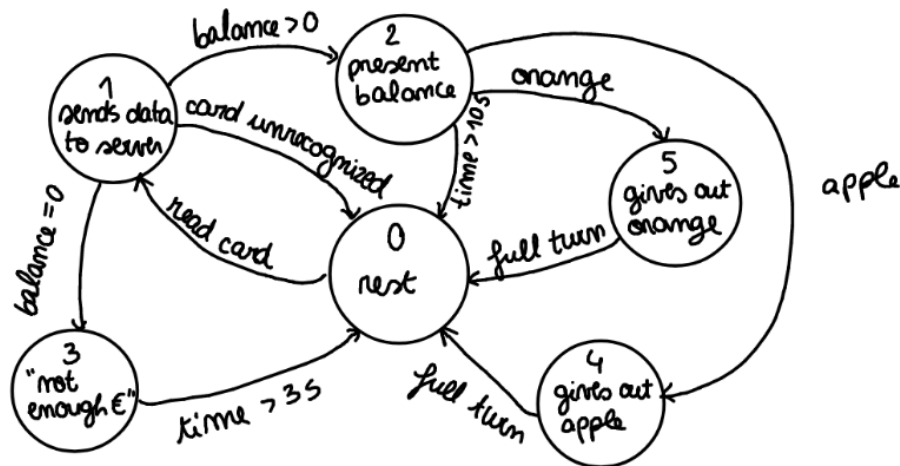 balance>0
1
sends data
to server
2
present
balance
orange
card unrecognized
time>10s
5
gives out
orange
apple
read card
0
rest
full turn
balance=0
3
"not
enough €"
time >3s
full turn
4
gives out
apple